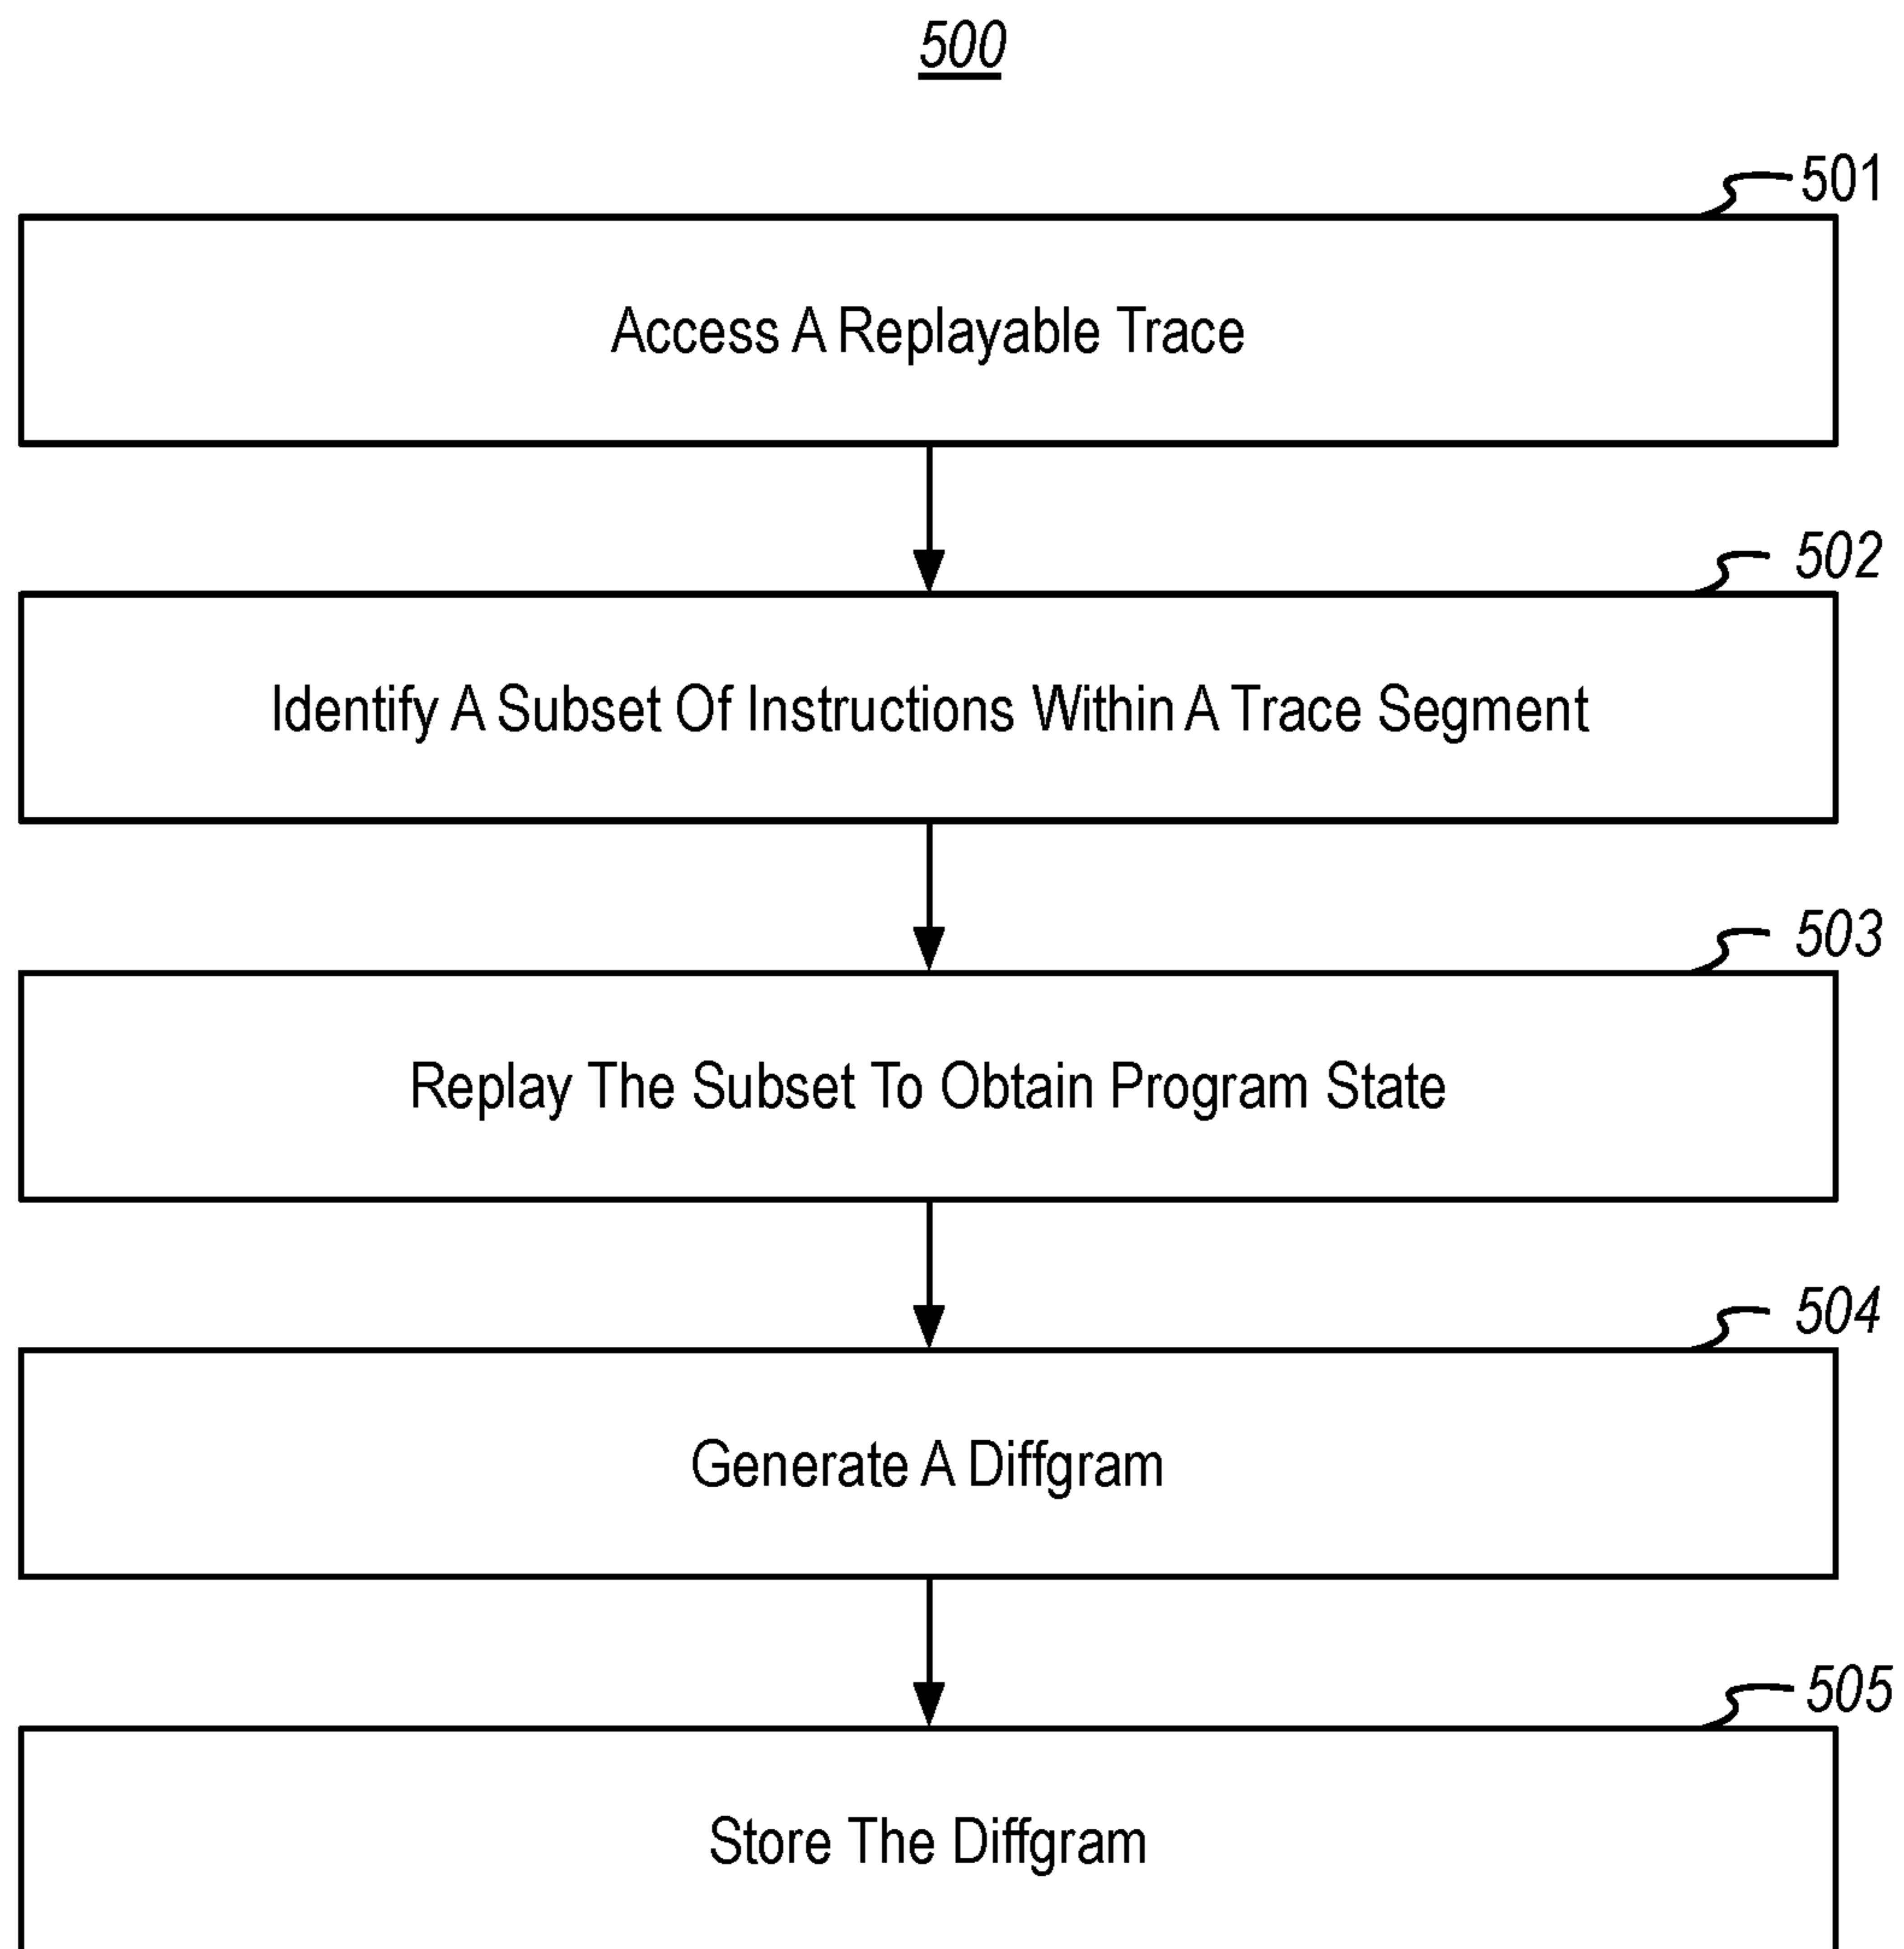 500
501
Access A Replayable Trace
502
Identify A Subset Of Instructions Within A Trace Segment
503
Replay The Subset To Obtain Program State
504
Generate A Diffgram
505
Store The Diffgram